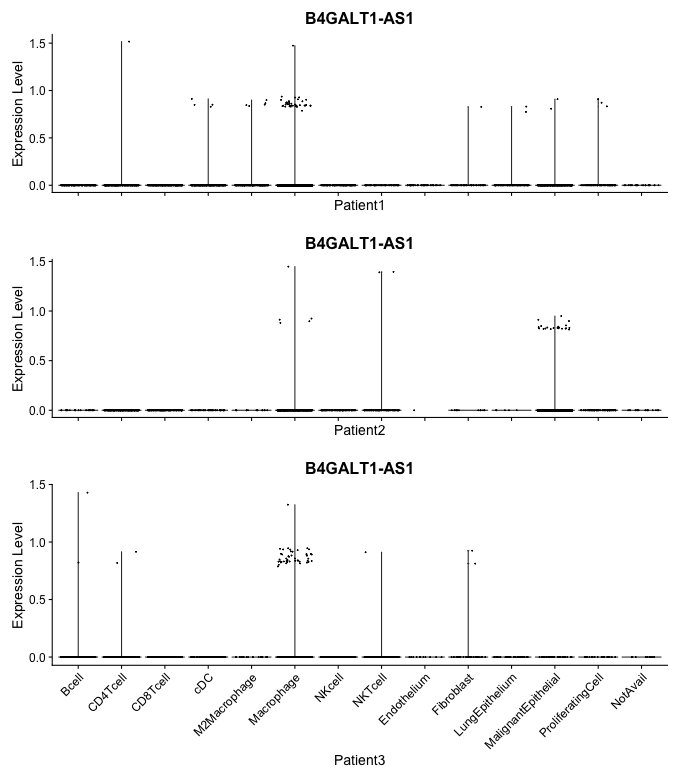 B4GALT1-AS1
Expression Level
1.5
1.0
0.5
0.0
Patient1
B4GALT1-AS1
Expression Level
1.5
1.0
0.5
0.0
Patient2
B4GALT1-AS1
Expression Level
1.5
1.0
0.5
0.0
Bcell
CD4Tcell
CD8Tcell
cDC
M2Macrophage
Macrophage
NKcell
NKTcell
Endothelium
Fibroblast
LungEpithelium
MalignantEpithelial
ProliferatingCell
NotAvail
Patient3